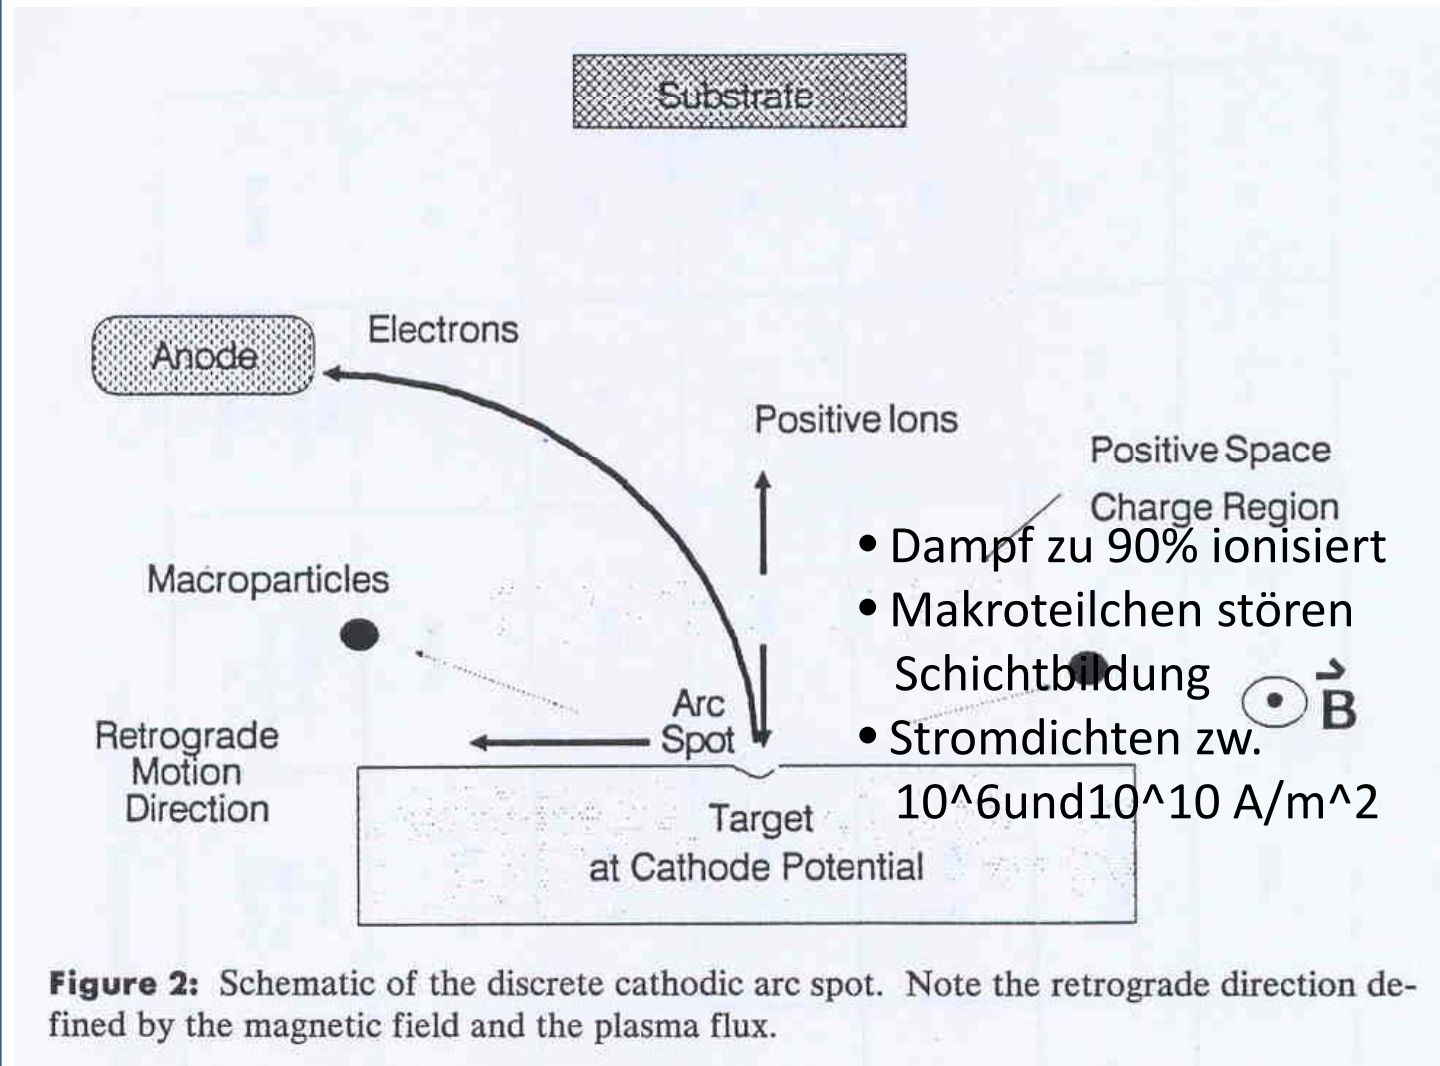 Substrate
Anode
Electrons
Positive Ions
Positive Space
Charge Region
• Dampf zu 90% ionisiert
• Makroteilchen stören
Schichtbildung
• Stromdichten zw.
10^6und10^10 A/m^2
Macroparticles
B
Arc
Spot
Retrograde
Motion
Direction
Target
at Cathode Potential
Figure 2: Schematic of the discrete cathodic arc spot. Note the retrograde direction de-
fined by the magnetic field and the plasma flux.